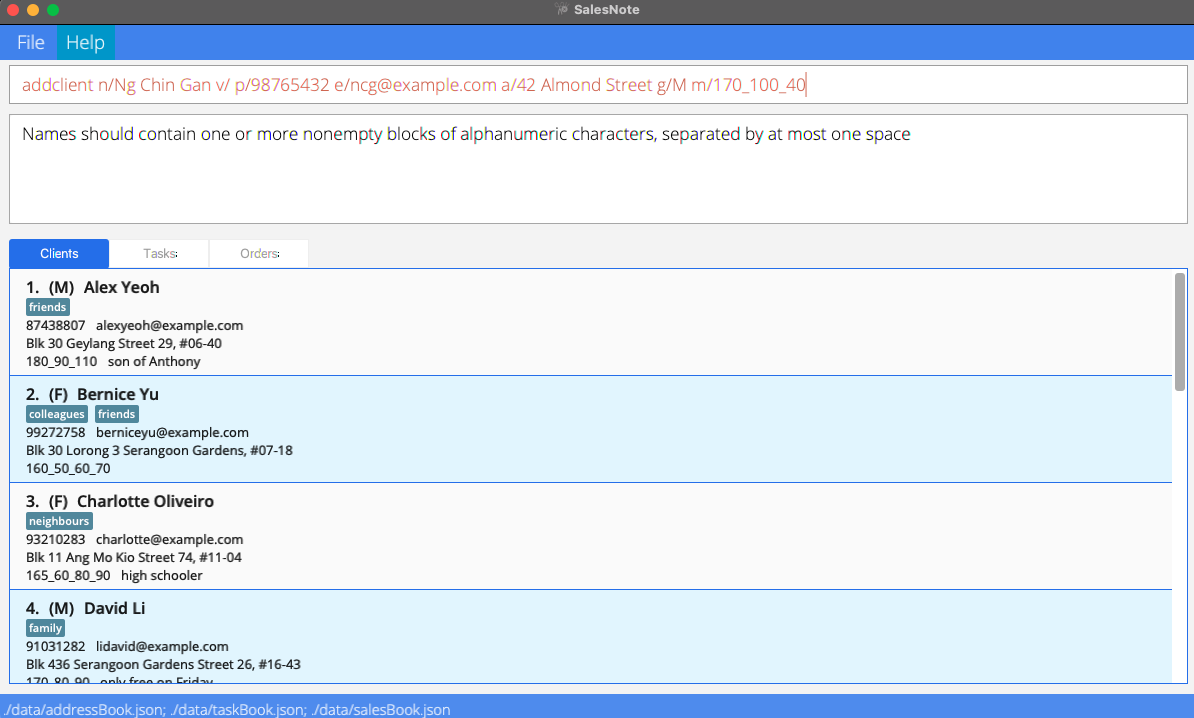 SalesNote
File Help
addclient n/Ng Chin Gan v/ p/98765432 e/ncg@example.com a/42 Almond Street g/M m/170_100_40
Names should contain one or more nonempty blocks of alphanumeric characters, separated by at most one space
Clients Tasks: Orders:
1. (M) Alex Yeoh
friends
87438807 alexyeoh@example.com
Blk 30 Geylang Street 29, #06-40
180_90_110 son of Anthony
2. (F) Bernice Yu
colleagues friends
99272758 berniceyu@example.com
Blk 30 Lorong 3 Serangoon Gardens, #07-18
160_50_60_70
3. (F) Charlotte Oliveiro
neighbours
93210283 charlotte@example.com
Blk 11 Ang Mo Kio Street 74, #11-04
165_60_80_90 high schooler
4. (M) David Li
family
91031282 lidavid@example.com
Blk 436 Serangoon Gardens Street 26, #16-43
170_80_90 only free on Friday
./data/addressBook.json; ./data/taskBook.json; ./data/salesBook.json